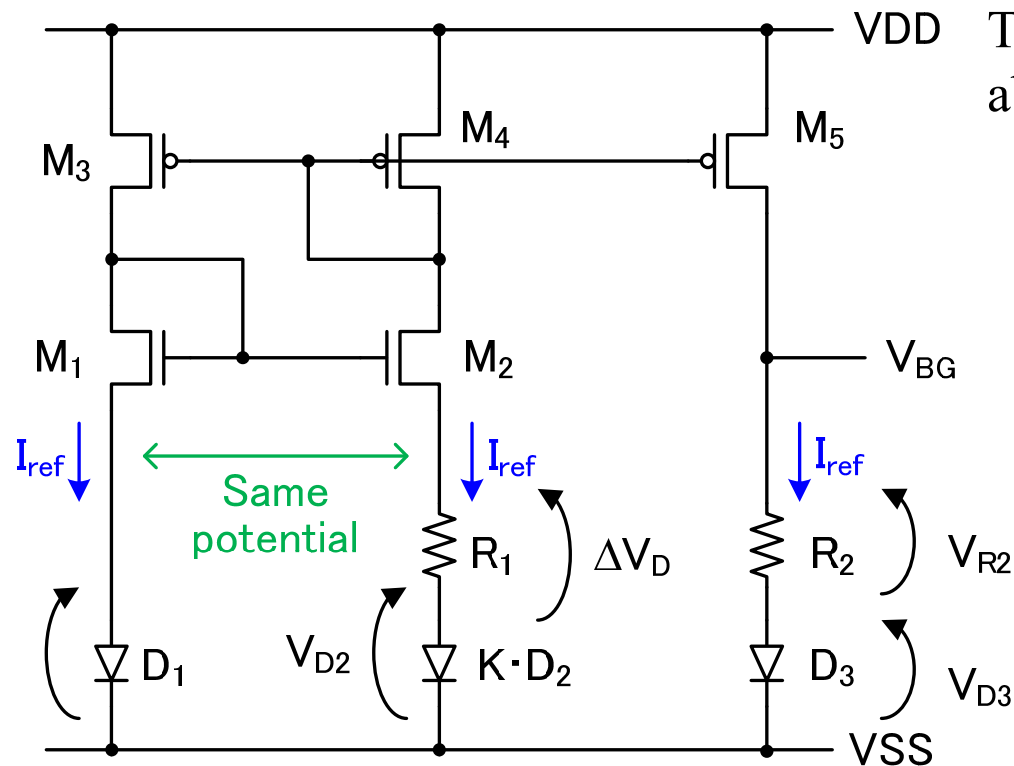 VDD
M3
M4
M5
M1
M2
VBG
Iref
Iref
Iref
Same
potential
R1
ΔVD
R2
VR2
D1
VD2
K·D2
D3
VD3
VSS